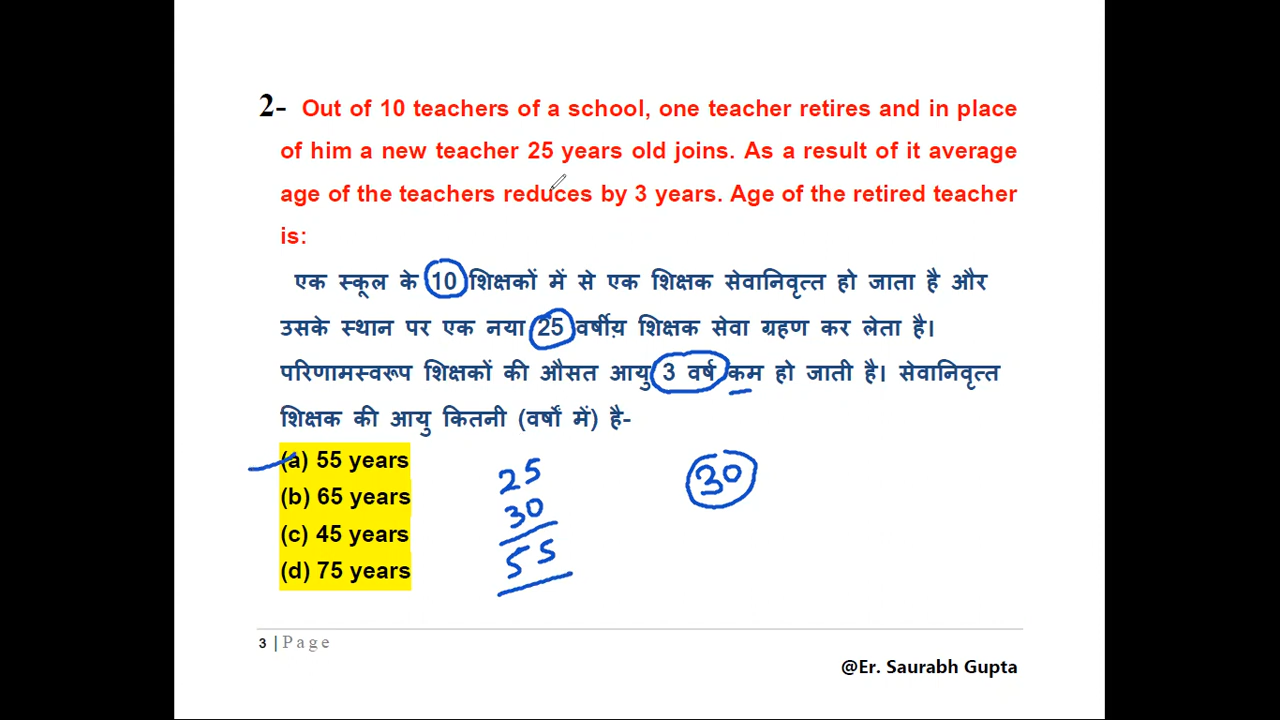 2- Out of 10 teachers of a school, one teacher retires and in place
of him a new teacher 25 years old joins. As a result of it average
age of the teachers reduces by 3 years. Age of the retired teacher
is:
एक स्कूल के 10 शिक्षकों में से एक शिक्षक सेवानिवृत्त हो जाता है और
उसके स्थान पर एक नया 25 वर्षीय़ शिक्षक सेवा ग्रहण कर लेता है।
परिणामस्वरूप शिक्षकों की औसत आयु 3 वर्ष कम हो जाती है। सेवानिवृत्त
शिक्षक की आयु कितनी (वर्षों में) है-
(a) 55 years
(b) 65 years
(c) 45 years
(d) 75 years
25
30
55
30
3 | Page
@Er. Saurabh Gupta